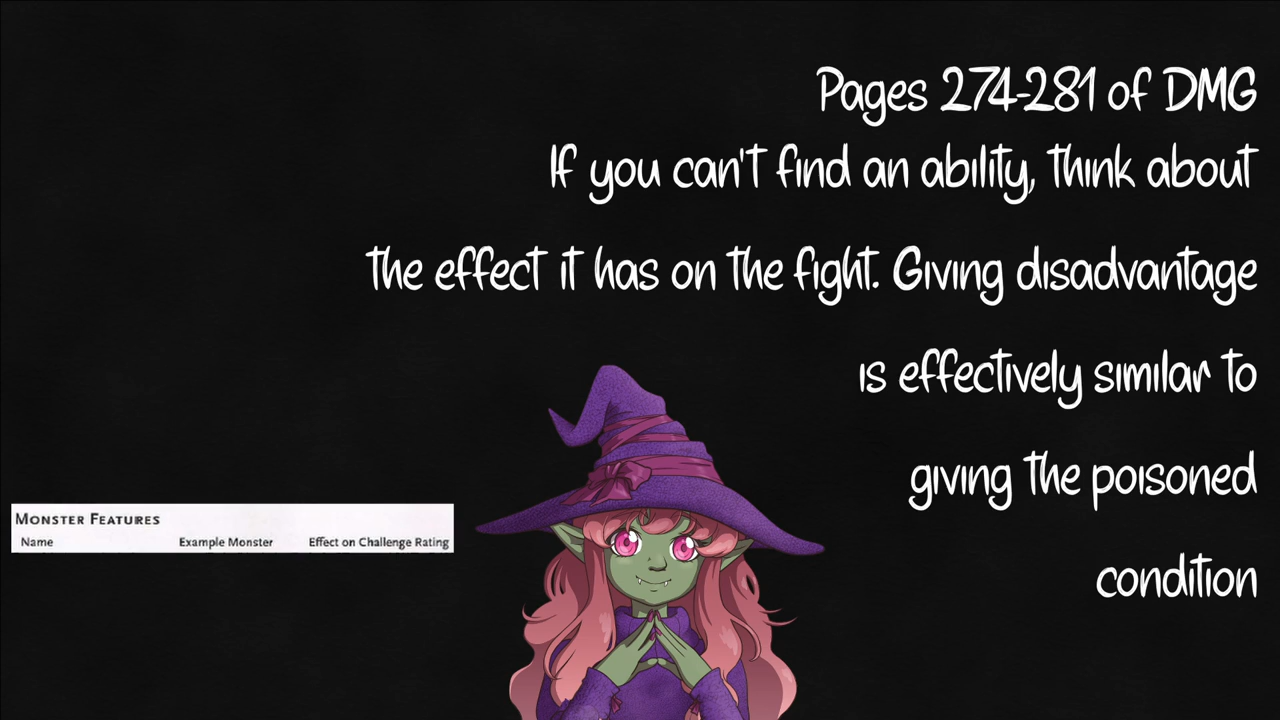 Pages 274-281 of DMG
If you can't find an ability, think about
the effect it has on the fight. Giving disadvantage
is effectively similar to
giving the poisoned
condition
MONSTER FEATURES
Name Example Monster Effect on Challenge Rating